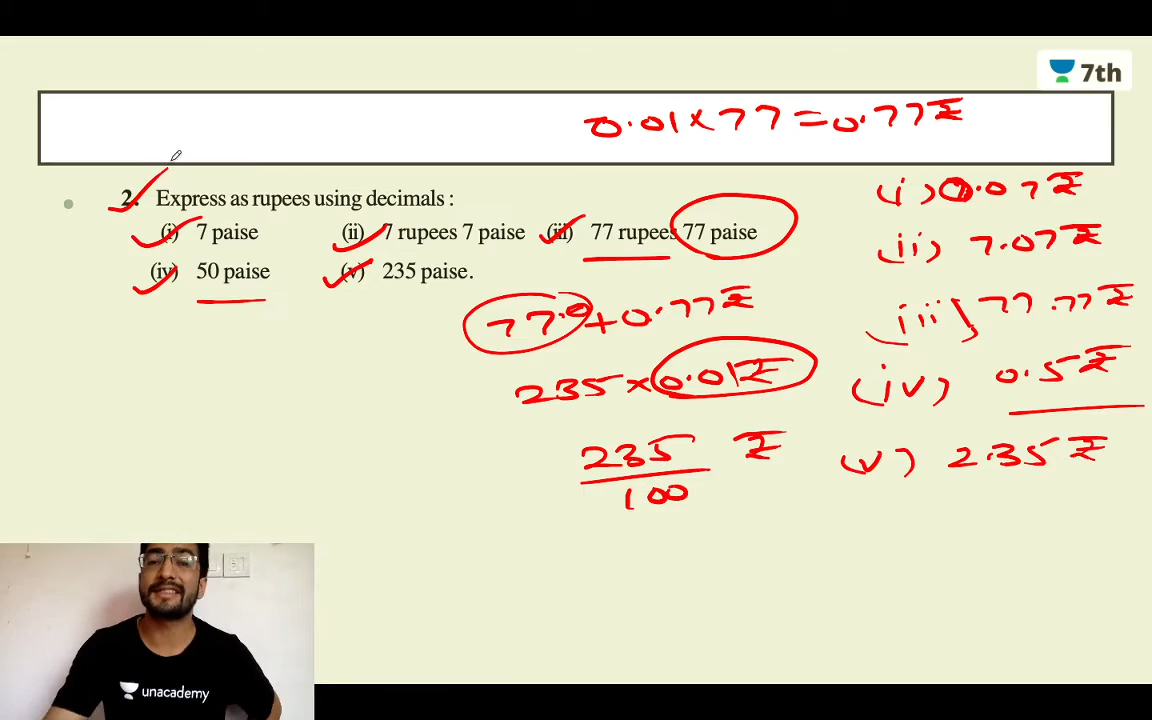 7th
0.01 × 77 = 0.77 ₹
2. Express as rupees using decimals :
(i) 7 paise (ii) 7 rupees 7 paise (iii) 77 rupees 77 paise
(iv) 50 paise (v) 235 paise.
77.0 + 0.77 ₹
235 × 0.01 ₹
235 ₹
100
(i) 0.07 ₹
(ii) 7.07 ₹
(iii) 77.77 ₹
(iv) 0.5 ₹
(v) 2.35 ₹
unacademy